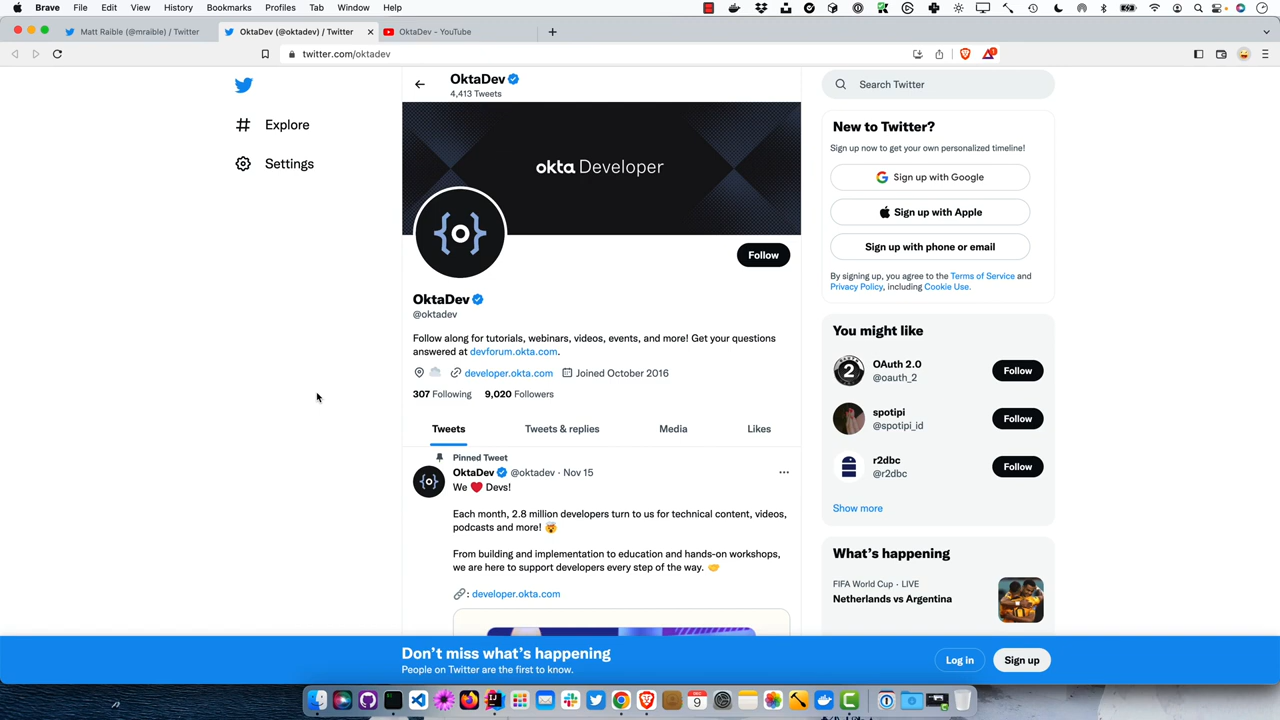 Brave File Edit View History Bookmarks Profiles Tab Window Help
Matt Raible (@mraible) / Twitter
OktaDev (@oktadev) / Twitter
OktaDev - YouTube
twitter.com/oktadev
Explore
Settings
OktaDev
4,413 Tweets
okta Developer
Follow
OktaDev
@oktadev
Follow along for tutorials, webinars, videos, events, and more! Get your questions
answered at devforum.okta.com.
developer.okta.com Joined October 2016
307 Following 9,020 Followers
Tweets Tweets & replies Media Likes
Pinned Tweet
OktaDev @oktadev · Nov 15
We ❤️ Devs!
Each month, 2.8 million developers turn to us for technical content, videos,
podcasts and more! 🤯
From building and implementation to education and hands-on workshops,
we are here to support developers every step of the way. 🤝
🔗: developer.okta.com
Search Twitter
New to Twitter?
Sign up now to get your own personalized timeline!
Sign up with Google
Sign up with Apple
Sign up with phone or email
By signing up, you agree to the Terms of Service and
Privacy Policy, including Cookie Use.
You might like
OAuth 2.0
@oauth_2
Follow
spotipi
@spotipi_id
Follow
r2dbc
@r2dbc
Follow
Show more
What's happening
FIFA World Cup · LIVE
Netherlands vs Argentina
Don't miss what's happening
People on Twitter are the first to know.
Log in
Sign up